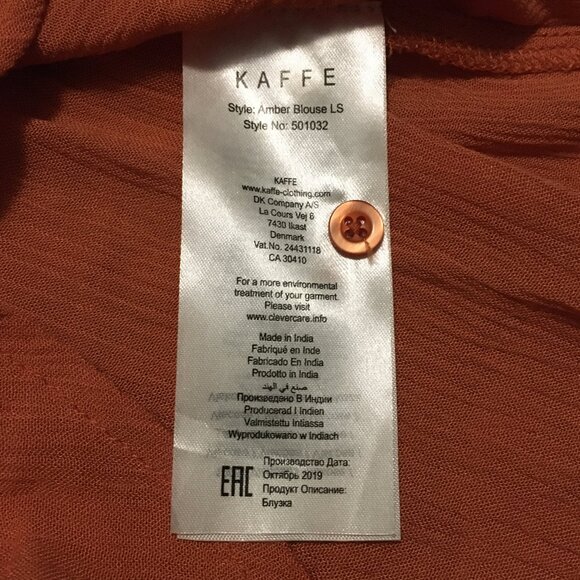 KAFFE
Style: Amber Blouse LS
Style No: 501032
KAFFE
www.kaffe-clothing.com
DK Company A/S
La Cours Vej 6
7430 Ikast
Denmark
Vat.No. 24431118
CA 30410
For a more environmental
treatment of your garment.
Please visit
www.clevercare.info
Made in India
Fabriqué en Inde
Fabricado En India
Prodotto in India
صنع في الهند
Произведено В Индии
Producerad I Indien
Valmistettu Intiassa
Wyprodukowano w Indiach
EAC
Производство Дата:
Октябрь 2019
Продукт Описание:
Блузка